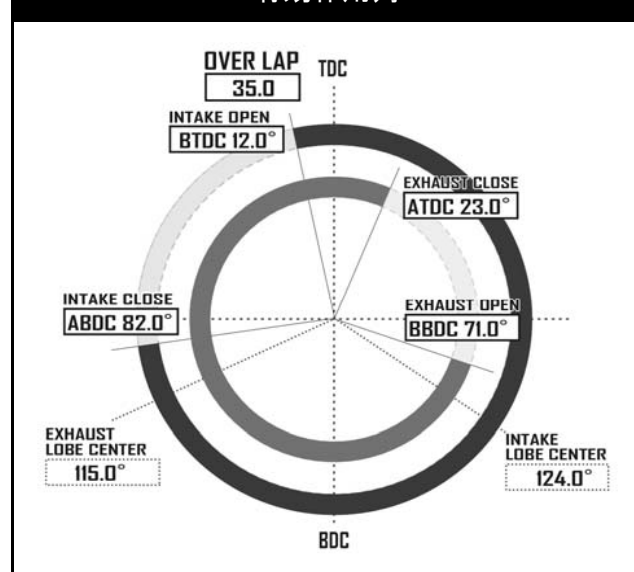 OVER LAP
35.0
TDC
INTAKE OPEN
BTDC 12.0°
EXHAUST CLOSE
ATDC 23.0°
INTAKE CLOSE
ABDC 82.0°
EXHAUST OPEN
BBDC 71.0°
EXHAUST
LOBE CENTER
115.0°
INTAKE
LOBE CENTER
124.0°
BDC